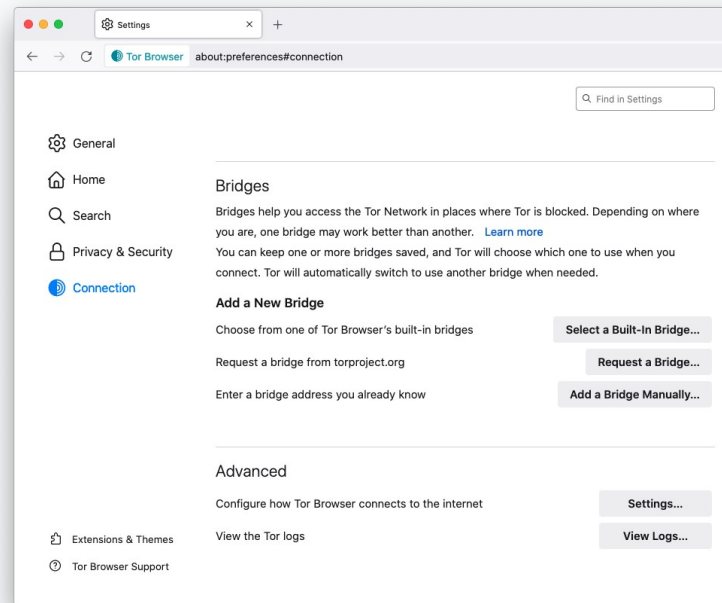 Settings
Tor Browser about:preferences#connection
Find in Settings
General
Home
Search
Privacy & Security
Connection
Bridges
Bridges help you access the Tor Network in places where Tor is blocked. Depending on where
you are, one bridge may work better than another. Learn more
You can keep one or more bridges saved, and Tor will choose which one to use when you
connect. Tor will automatically switch to use another bridge when needed.
Add a New Bridge
Choose from one of Tor Browser’s built-in bridges Select a Built-In Bridge...
Request a bridge from torproject.org Request a Bridge...
Enter a bridge address you already know Add a Bridge Manually...
Advanced
Configure how Tor Browser connects to the internet Settings...
View the Tor logs View Logs...
Extensions & Themes
Tor Browser Support